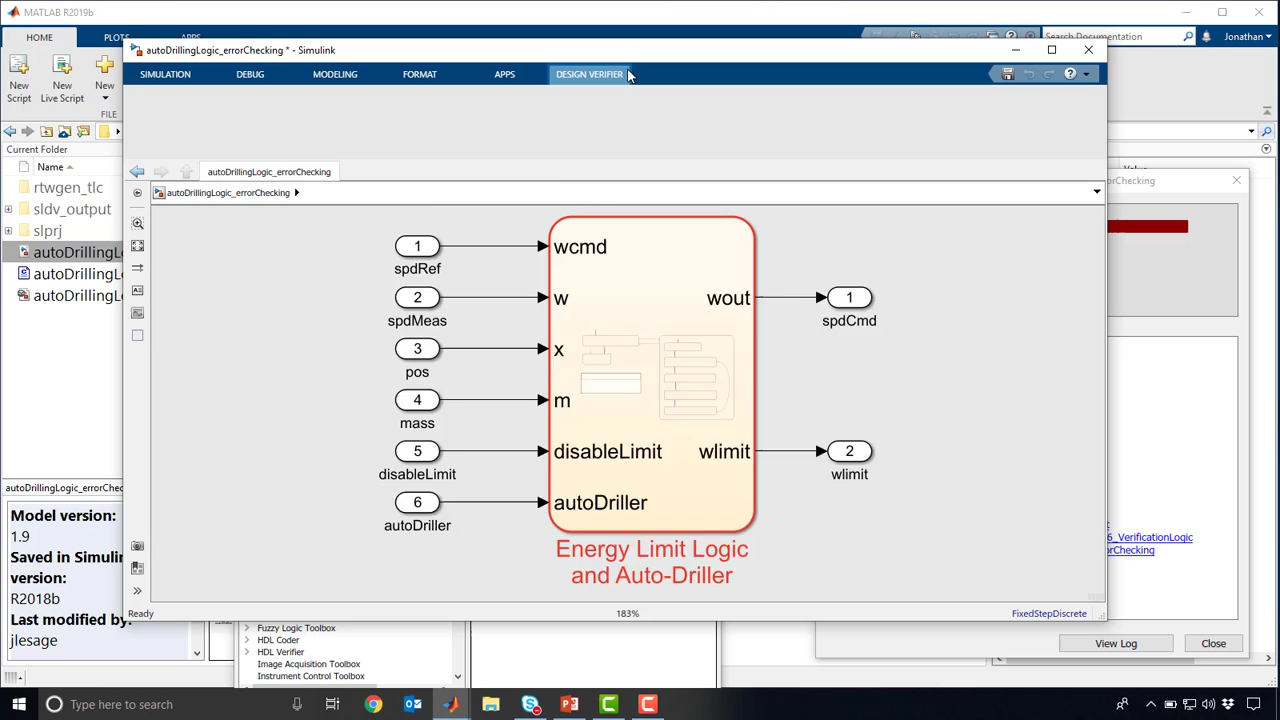 MATLAB R2019b
HOME
PLOTS
APPS
Search Documentation
Jonathan
New
Script
New
Live Script
New
FILE
Current Folder
Name
rtwgen_tlc
sldv_output
slprj
autoDrillingL
autoDrillingL
autoDrillingL
autoDrillingLogic_errorChecking
Model version:
1.9
Saved in Simulin
version:
R2018b
Last modified by:
jlesage
autoDrillingLogic_errorChecking * - Simulink
SIMULATION
DEBUG
MODELING
FORMAT
APPS
DESIGN VERIFIER
autoDrillingLogic_errorChecking
autoDrillingLogic_errorChecking
1
spdRef
2
spdMeas
3
pos
4
mass
5
disableLimit
6
autoDriller
wcmd
w
x
m
disableLimit
autoDriller
wout
wlimit
1
spdCmd
2
wlimit
Energy Limit Logic
and Auto-Driller
Ready
183%
FixedStepDiscrete
Fuzzy Logic Toolbox
HDL Coder
HDL Verifier
Image Acquisition Toolbox
Instrument Control Toolbox
rorChecking
6_VerificationLogic
orChecking
View Log
Close
Type here to search